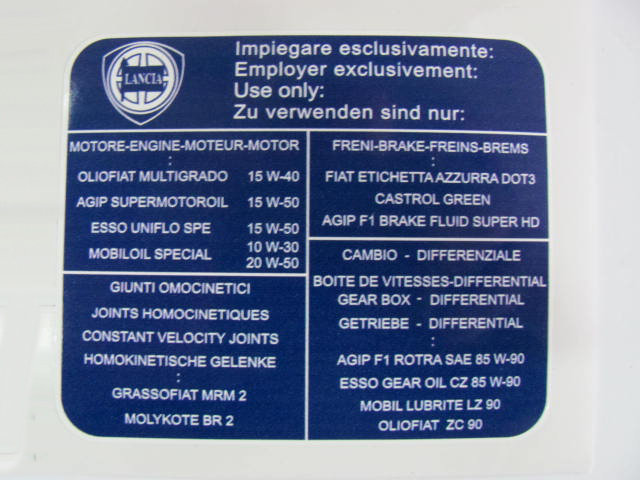 LANCIA
Impiegare esclusivamente:
Employer exclusivement:
Use only:
Zu verwenden sind nur:
MOTORE-ENGINE-MOTEUR-MOTOR
:
OLIOFIAT MULTIGRADO 15 W-40
AGIP SUPERMOTOROIL 15 W-50
ESSO UNIFLO SPE 15 W-50
MOBILOIL SPECIAL 10 W-30
20 W-50
GIUNTI OMOCINETICI
JOINTS HOMOCINETIQUES
CONSTANT VELOCITY JOINTS
HOMOKINETISCHE GELENKE
:
GRASSOFIAT MRM 2
MOLYKOTE BR 2
FRENI-BRAKE-FREINS-BREMS
:
FIAT ETICHETTA AZZURRA DOT3
CASTROL GREEN
AGIP F1 BRAKE FLUID SUPER HD
CAMBIO - DIFFERENZIALE
BOITE DE VITESSES-DIFFERENTIAL
GEAR BOX - DIFFERENTIAL
GETRIEBE - DIFFERENTIAL
:
AGIP F1 ROTRA SAE 85 W-90
ESSO GEAR OIL CZ 85 W-90
MOBIL LUBRITE LZ 90
OLIOFIAT ZC 90